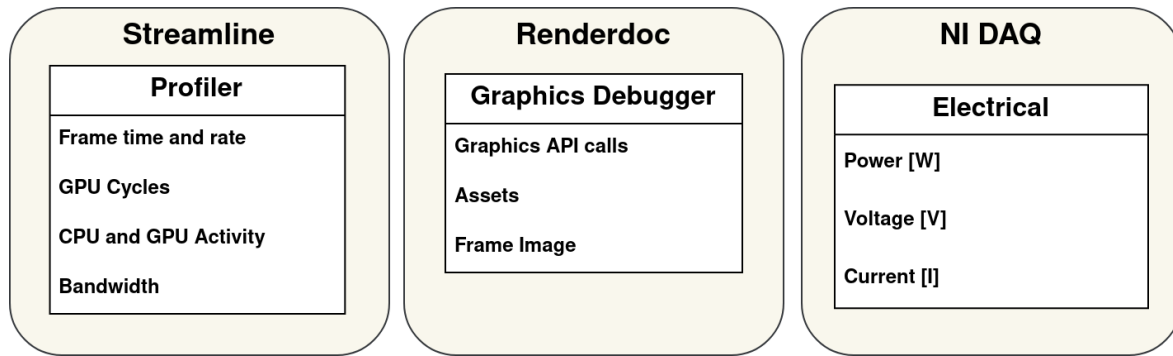 Streamline
Profiler
Frame time and rate
GPU Cycles
CPU and GPU Activity
Bandwidth
Renderdoc
Graphics Debugger
Graphics API calls
Assets
Frame Image
NI DAQ
Electrical
Power [W]
Voltage [V]
Current [I]